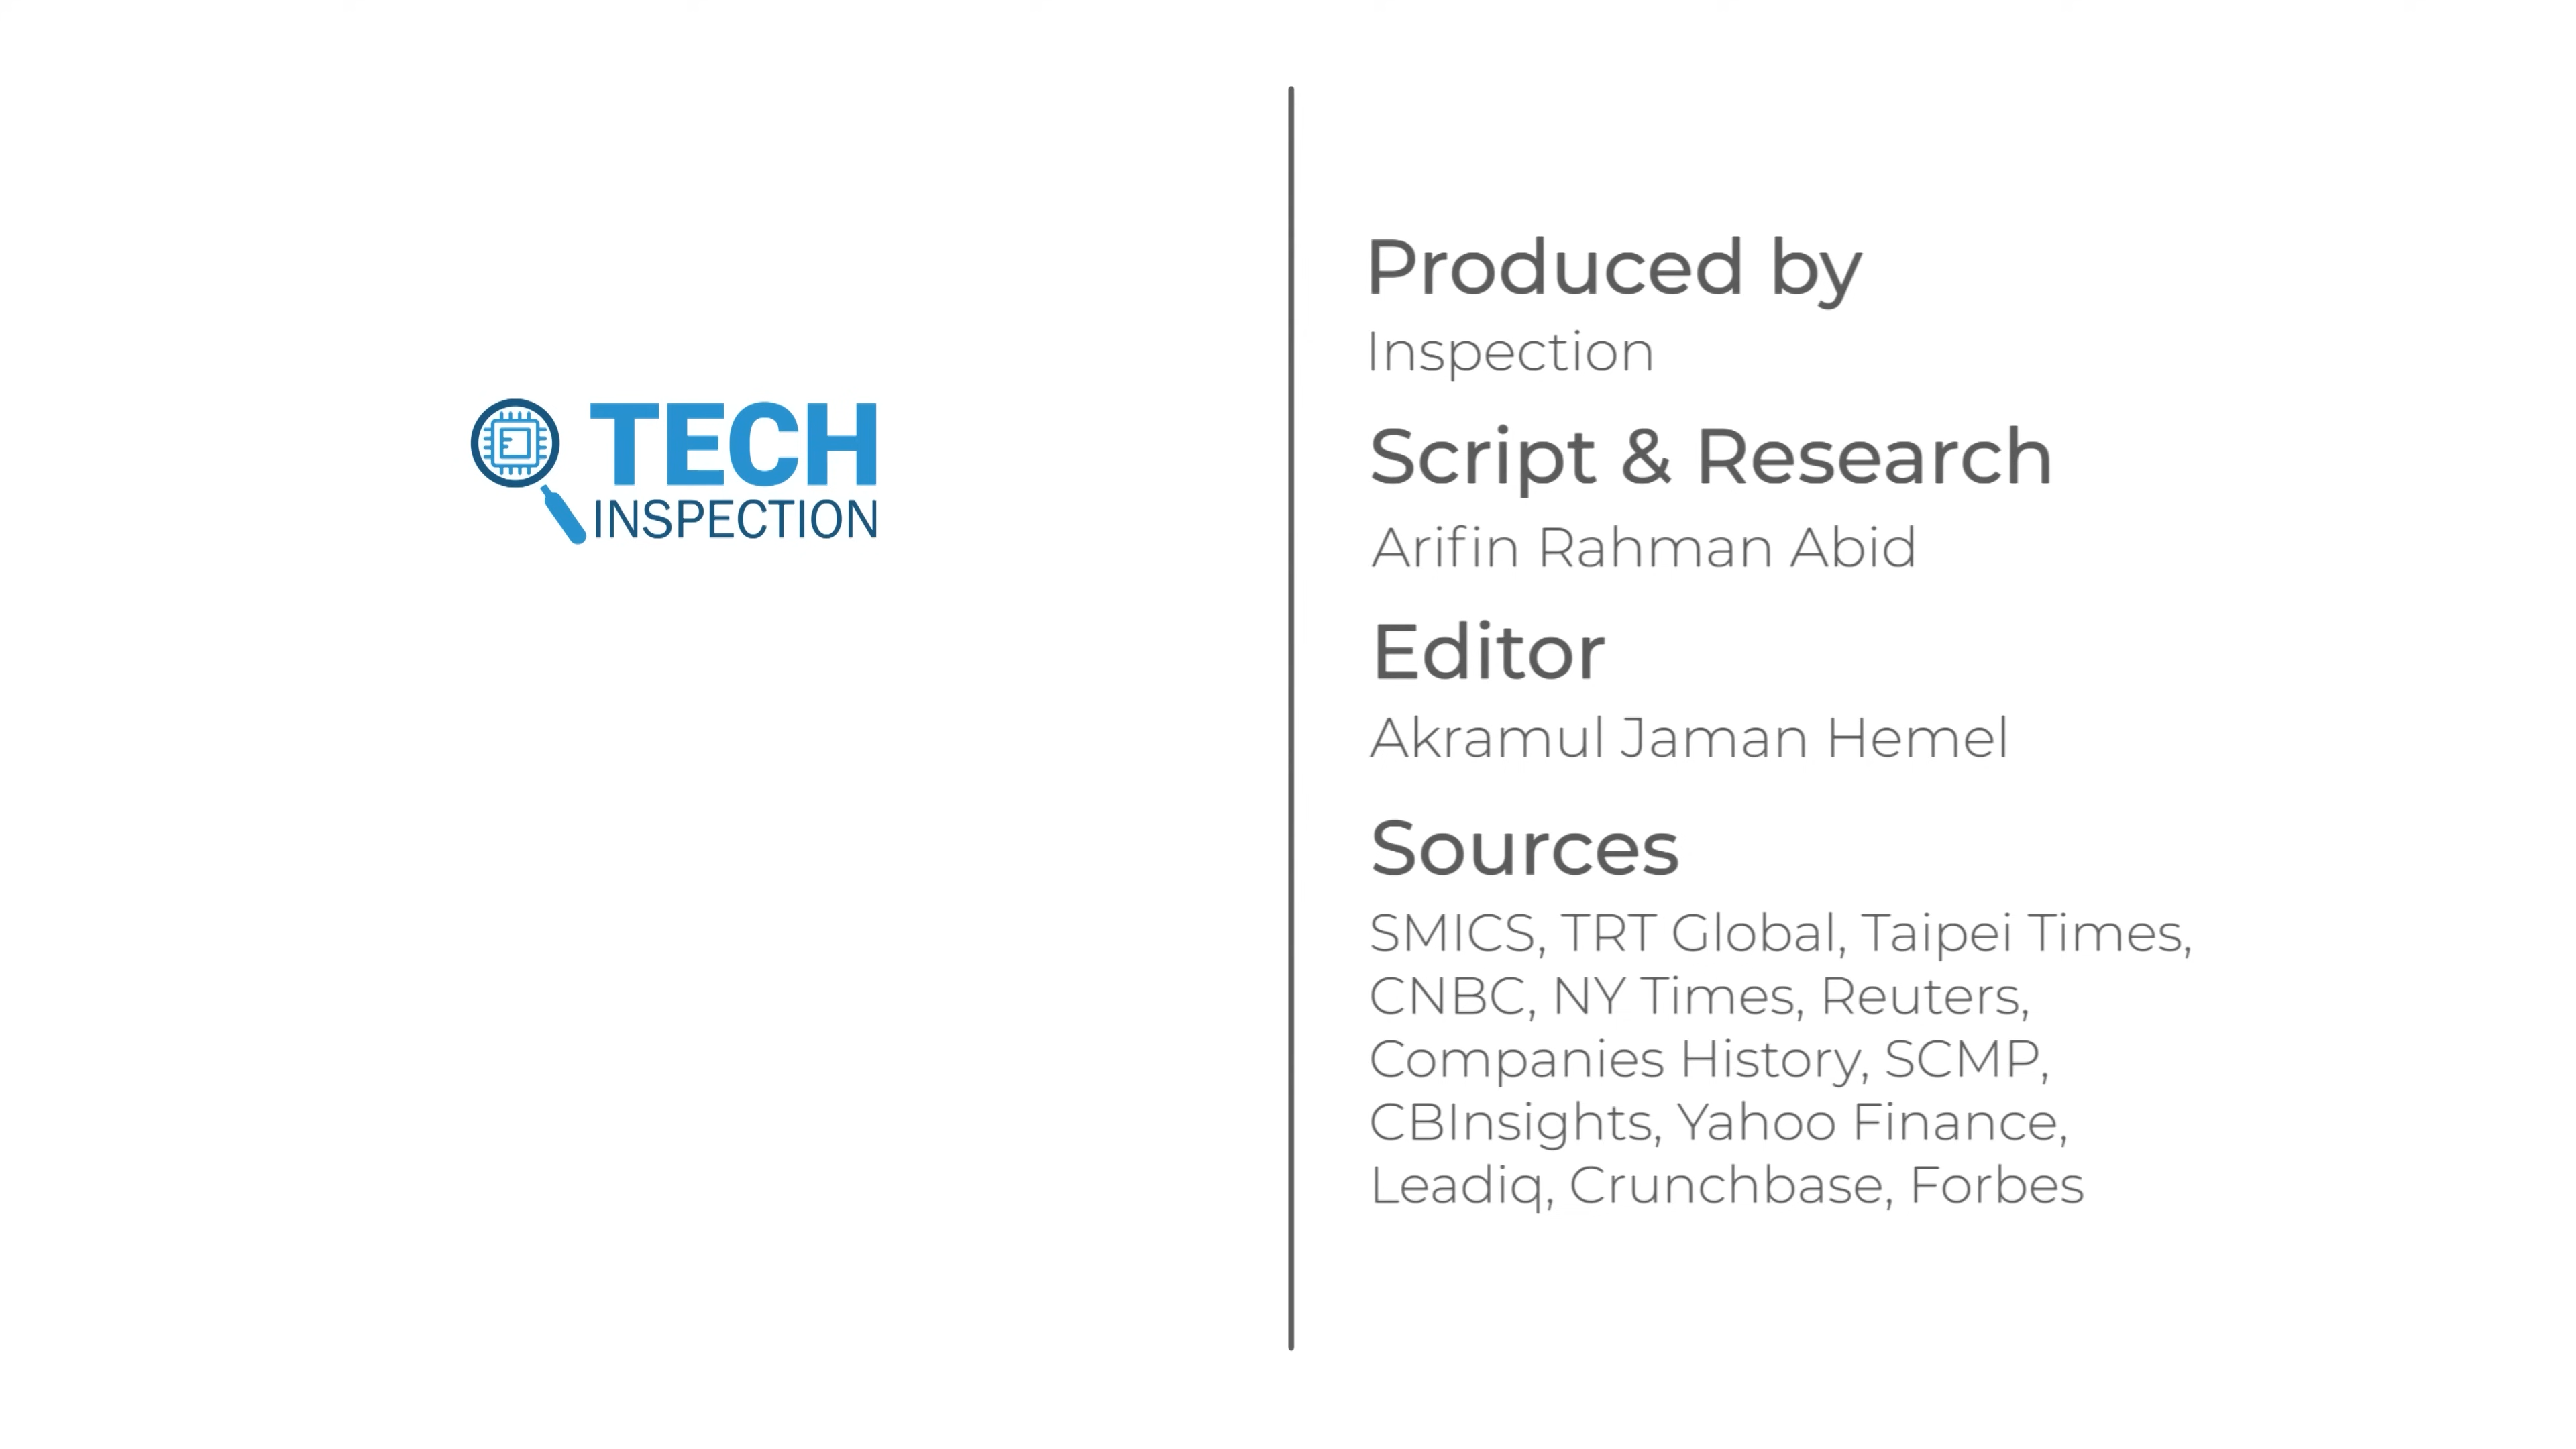 TECH
INSPECTION
Produced by
Inspection
Script & Research
Arifin Rahman Abid
Editor
Akramul Jaman Hemel
Sources
SMICS, TRT Global, Taipei Times,
CNBC, NY Times, Reuters,
Companies History, SCMP,
CBInsights, Yahoo Finance,
Leadiq, Crunchbase, Forbes